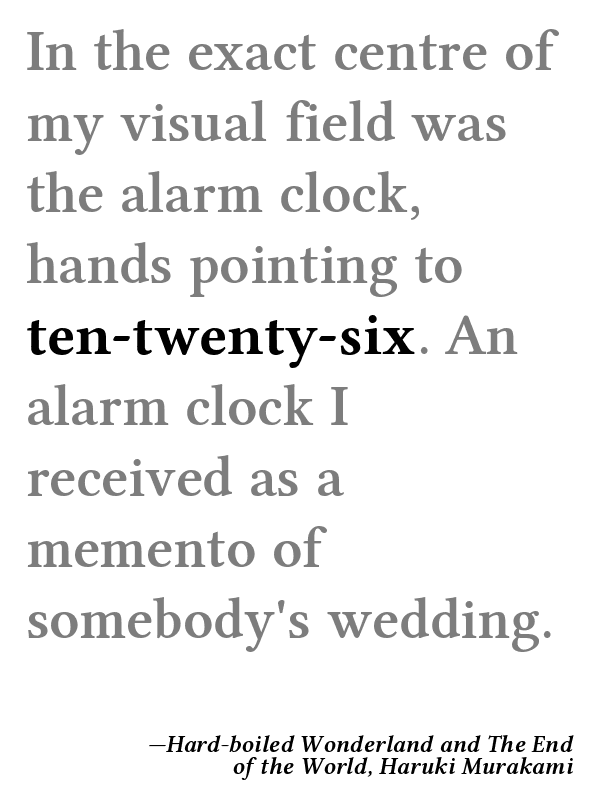 In the exact centre of
my visual field was
the alarm clock,
hands pointing to
ten-twenty-six. An
alarm clock I
received as a
memento of
somebody's wedding.
—Hard-boiled Wonderland and The End
of the World, Haruki Murakami